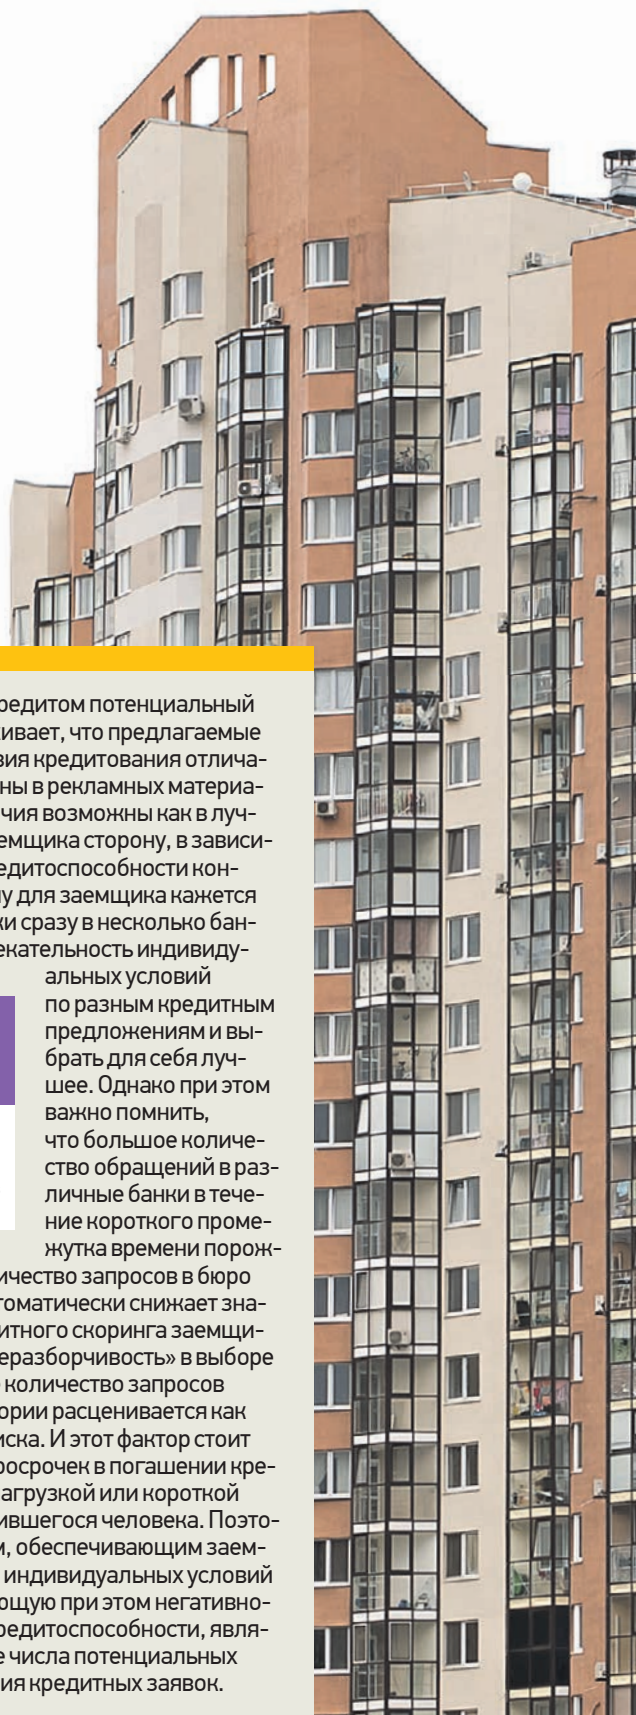 редитом потенциальный
ивает, что предлагаемые
вия кредитования отлича-
ны в рекламных материа-
чия возможны как в луч-
емщика сторону, в зависи-
едитоспособности кон-
у для заемщика кажется
ки сразу в несколько бан-
екательность индивиду-
альных условий
по разным кредитным
предложениям и вы-
брать для себя луч-
шее. Однако при этом
важно помнить,
что большое количе-
ство обращений в раз-
личные банки в тече-
ние короткого проме-
жутка времени порож-
ичество запросов в бюро
томатически снижает зна-
итного скоринга заемщи-
еразборчивость» в выборе
количество запросов
ории расценивается как
иска. И этот фактор стоит
росрочек в погашении кре-
агрузкой или короткой
ившегося человека. Поэто-
м, обеспечивающим заем-
индивидуальных условий
ющую при этом негативно-
редитоспособности, явля-
е числа потенциальных
ия кредитных заявок.